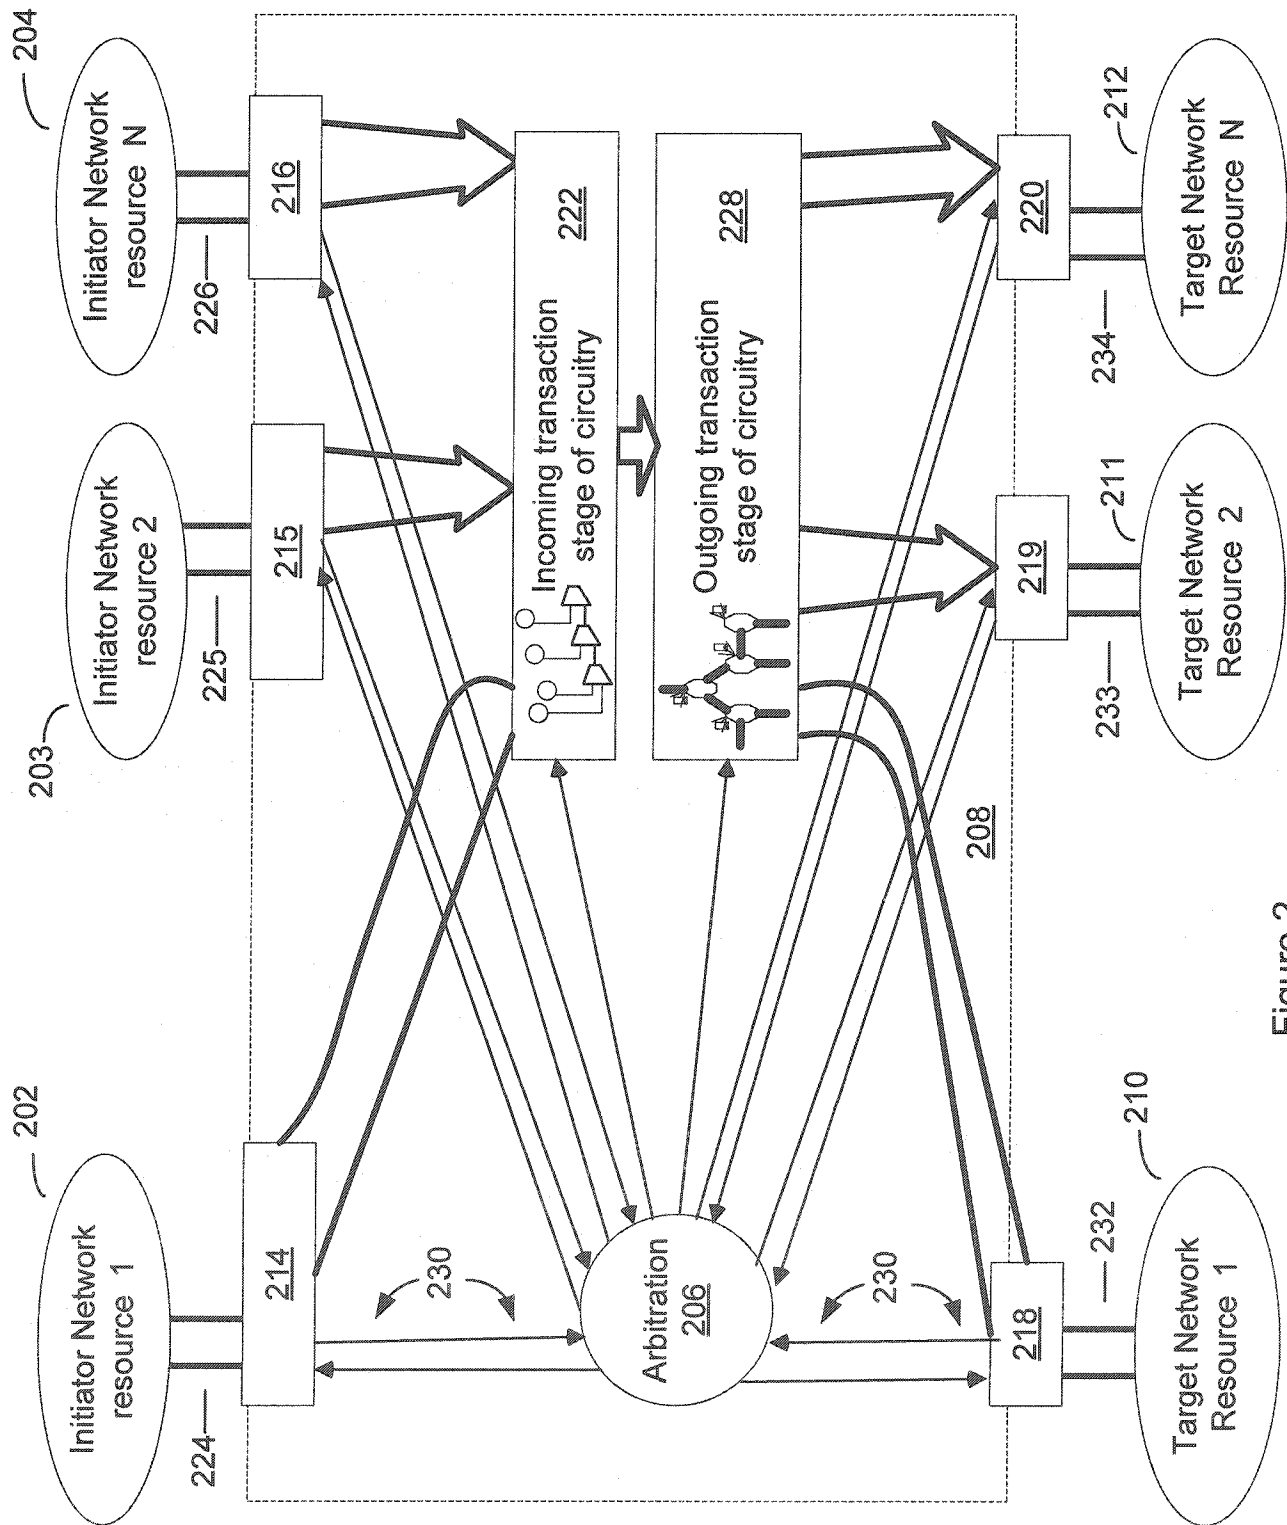 202
203
204
Initiator Network
resource 1
Initiator Network
resource 2
Initiator Network
resource N
224
225
226
214
215
216
230
Incoming transaction
stage of circuitry
222
Arbitration
206
Outgoing transaction
stage of circuitry
228
230
208
218
219
220
232
233
234
210
211
212
Target Network
Resource 1
Target Network
Resource 2
Target Network
Resource N
Figure 2